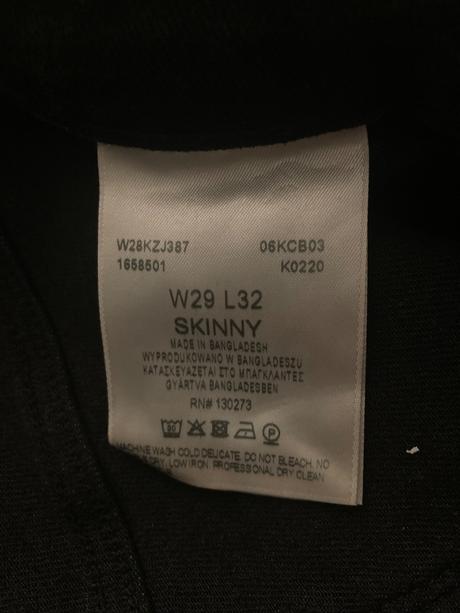 W28KZJ387 06KCB03
1658501 K0220
W29 L32
SKINNY
MADE IN BANGLADESH
WYPRODUKOWANO W BANGLADESZU
ΚΑΤΑΣΚΕΥΑΖΕΤΑΙ ΣΤΟ ΜΠΑΓΚΛΑΝΤΕΣ
GYÁRTVA BANGLADESBEN
RN# 130273
30 P
MACHINE WASH COLD DELICATE. DO NOT BLEACH. NO
DRY. LOW IRON. PROFESSIONAL DRY CLEAN